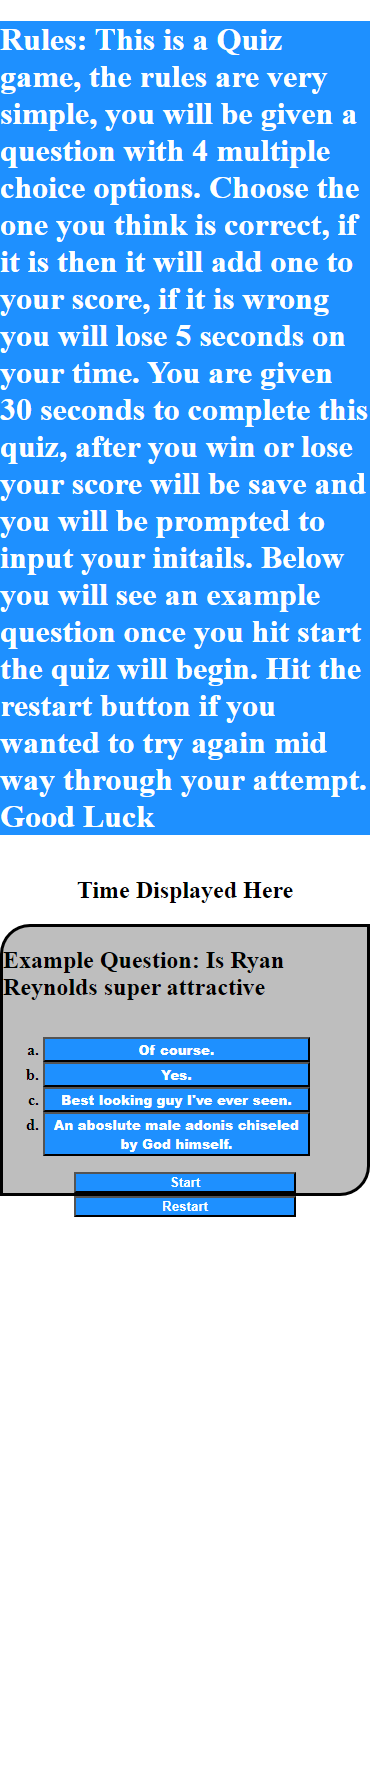 Rules: This is a Quiz
game, the rules are very
simple, you will be given a
question with 4 multiple
choice options. Choose the
one you think is correct, if
it is then it will add one to
your score, if it is wrong
you will lose 5 seconds on
your time. You are given
30 seconds to complete this
quiz, after you win or lose
your score will be save and
you will be prompted to
input your initails. Below
you will see an example
question once you hit start
the quiz will begin. Hit the
restart button if you
wanted to try again mid
way through your attempt.
Good Luck
Time Displayed Here
Example Question: Is Ryan
Reynolds super attractive
a. Of course.
b. Yes.
c. Best looking guy I've ever seen.
d. An aboslute male adonis chiseled
by God himself.
Start
Restart